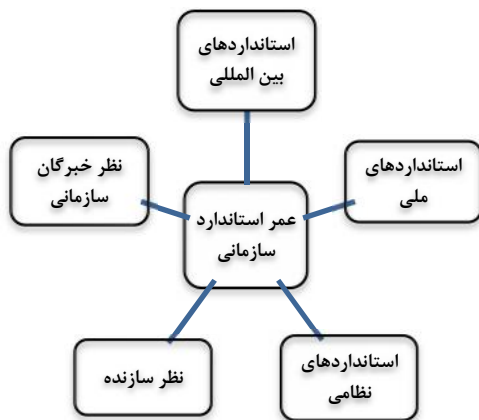 استانداردهای
بین المللی
استانداردهای
ملی
نظر خبرگان
سازمانی
عمر استاندارد
سازمانی
استانداردهای
نظامی
نظر سازنده